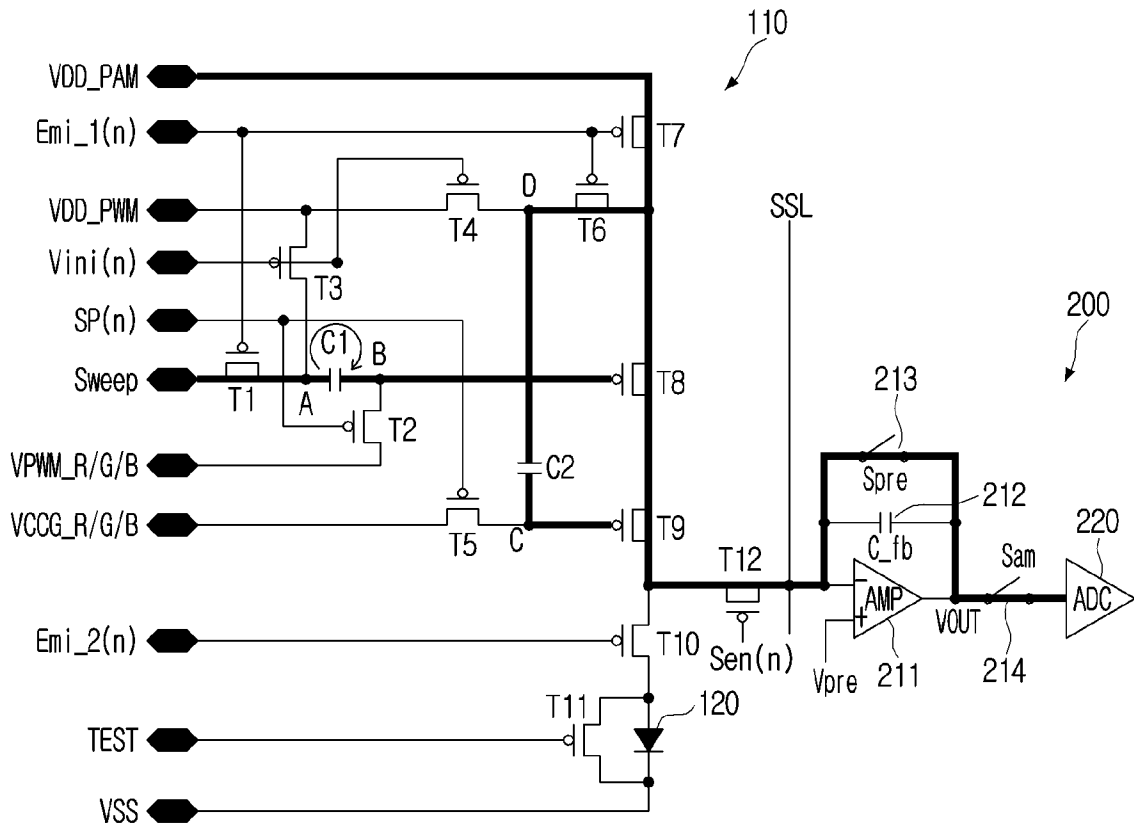 110
VDD_PAM
Emi_1(n)
T7
D
VDD_PWM
T4
T6
SSL
Vini(n)
T3
200
SP(n)
C1
B
213
Sweep
T1
A
T8
T2
Spre
212
VPWM_R/G/B
C2
C_fb
220
VCCG_R/G/B
T5
C
T9
T12
Sam
AMP
ADC
VOUT
Emi_2(n)
T10
Sen(n)
Vpre
211
214
T11
120
TEST
VSS